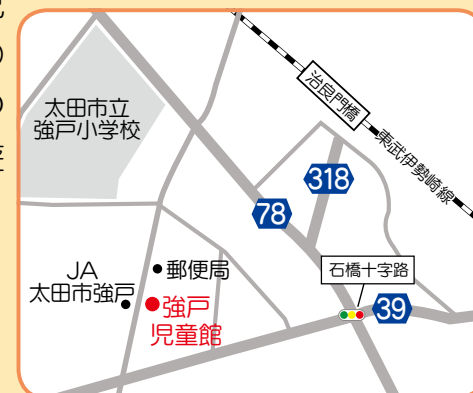 治良門橋
東武伊勢崎線
太田市立
強戸小学校
318
78
JA
太田市強戸
郵便局
強戸
児童館
石橋十字路
39